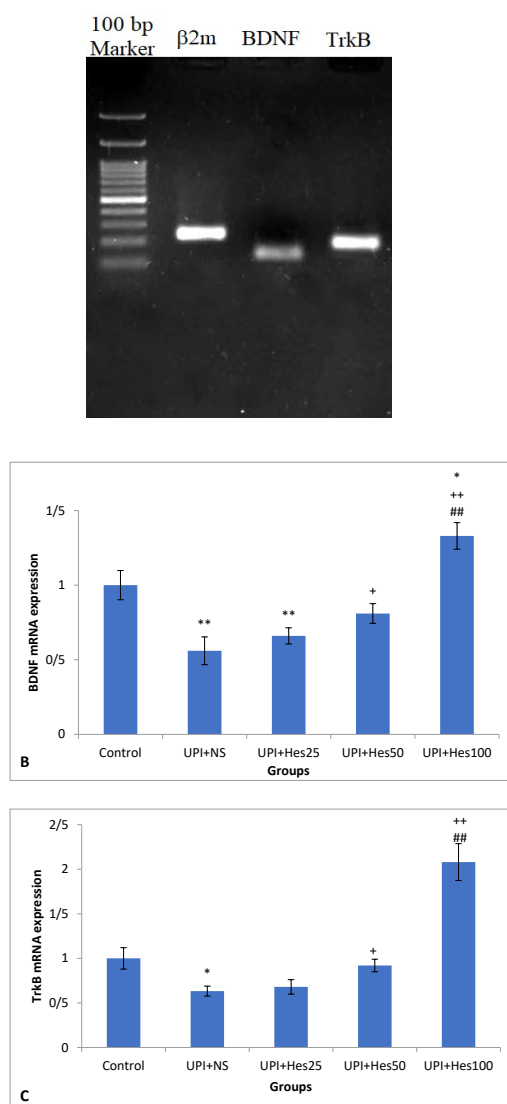 100 bp
Marker
β2m
BDNF
TrkB
*
++
##
1/5
1
0/5
0
**
**
+
BDNF mRNA expression
Control
UPI+NS
UPI+Hes25
UPI+Hes50
UPI+Hes100
Groups
B
++
##
2/5
2
1/5
1
0/5
0
*
+
TrkB mRNA expression
Control
UPI+NS
UPI+Hes25
UPI+Hes50
UPI+Hes100
Groups
C